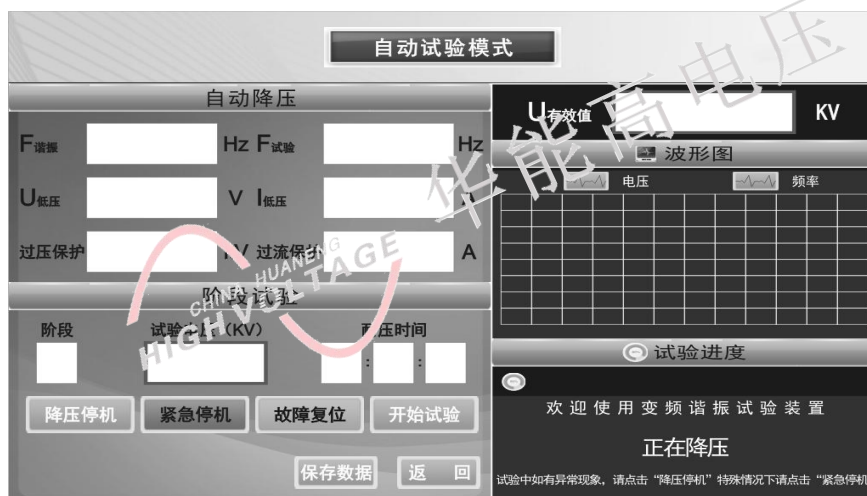 自动试验模式
自动降压
F谐振 Hz F试验 Hz
U低压 V I低压 A
过压保护 KV 过流保护 A
阶段试验
阶段 试验电压（KV） 耐压时间
: :
降压停机 紧急停机 故障复位 开始试验
保存数据 返 回
U有效值 KV
波形图
电压 频率
试验进度
欢迎使用变频谐振试验装置
正在降压
试验中如有异常现象，请点击“降压停机”特殊情况下请点击“紧急停机
华能高电压
CHINA HUANENG
HIGH VOLTAGE